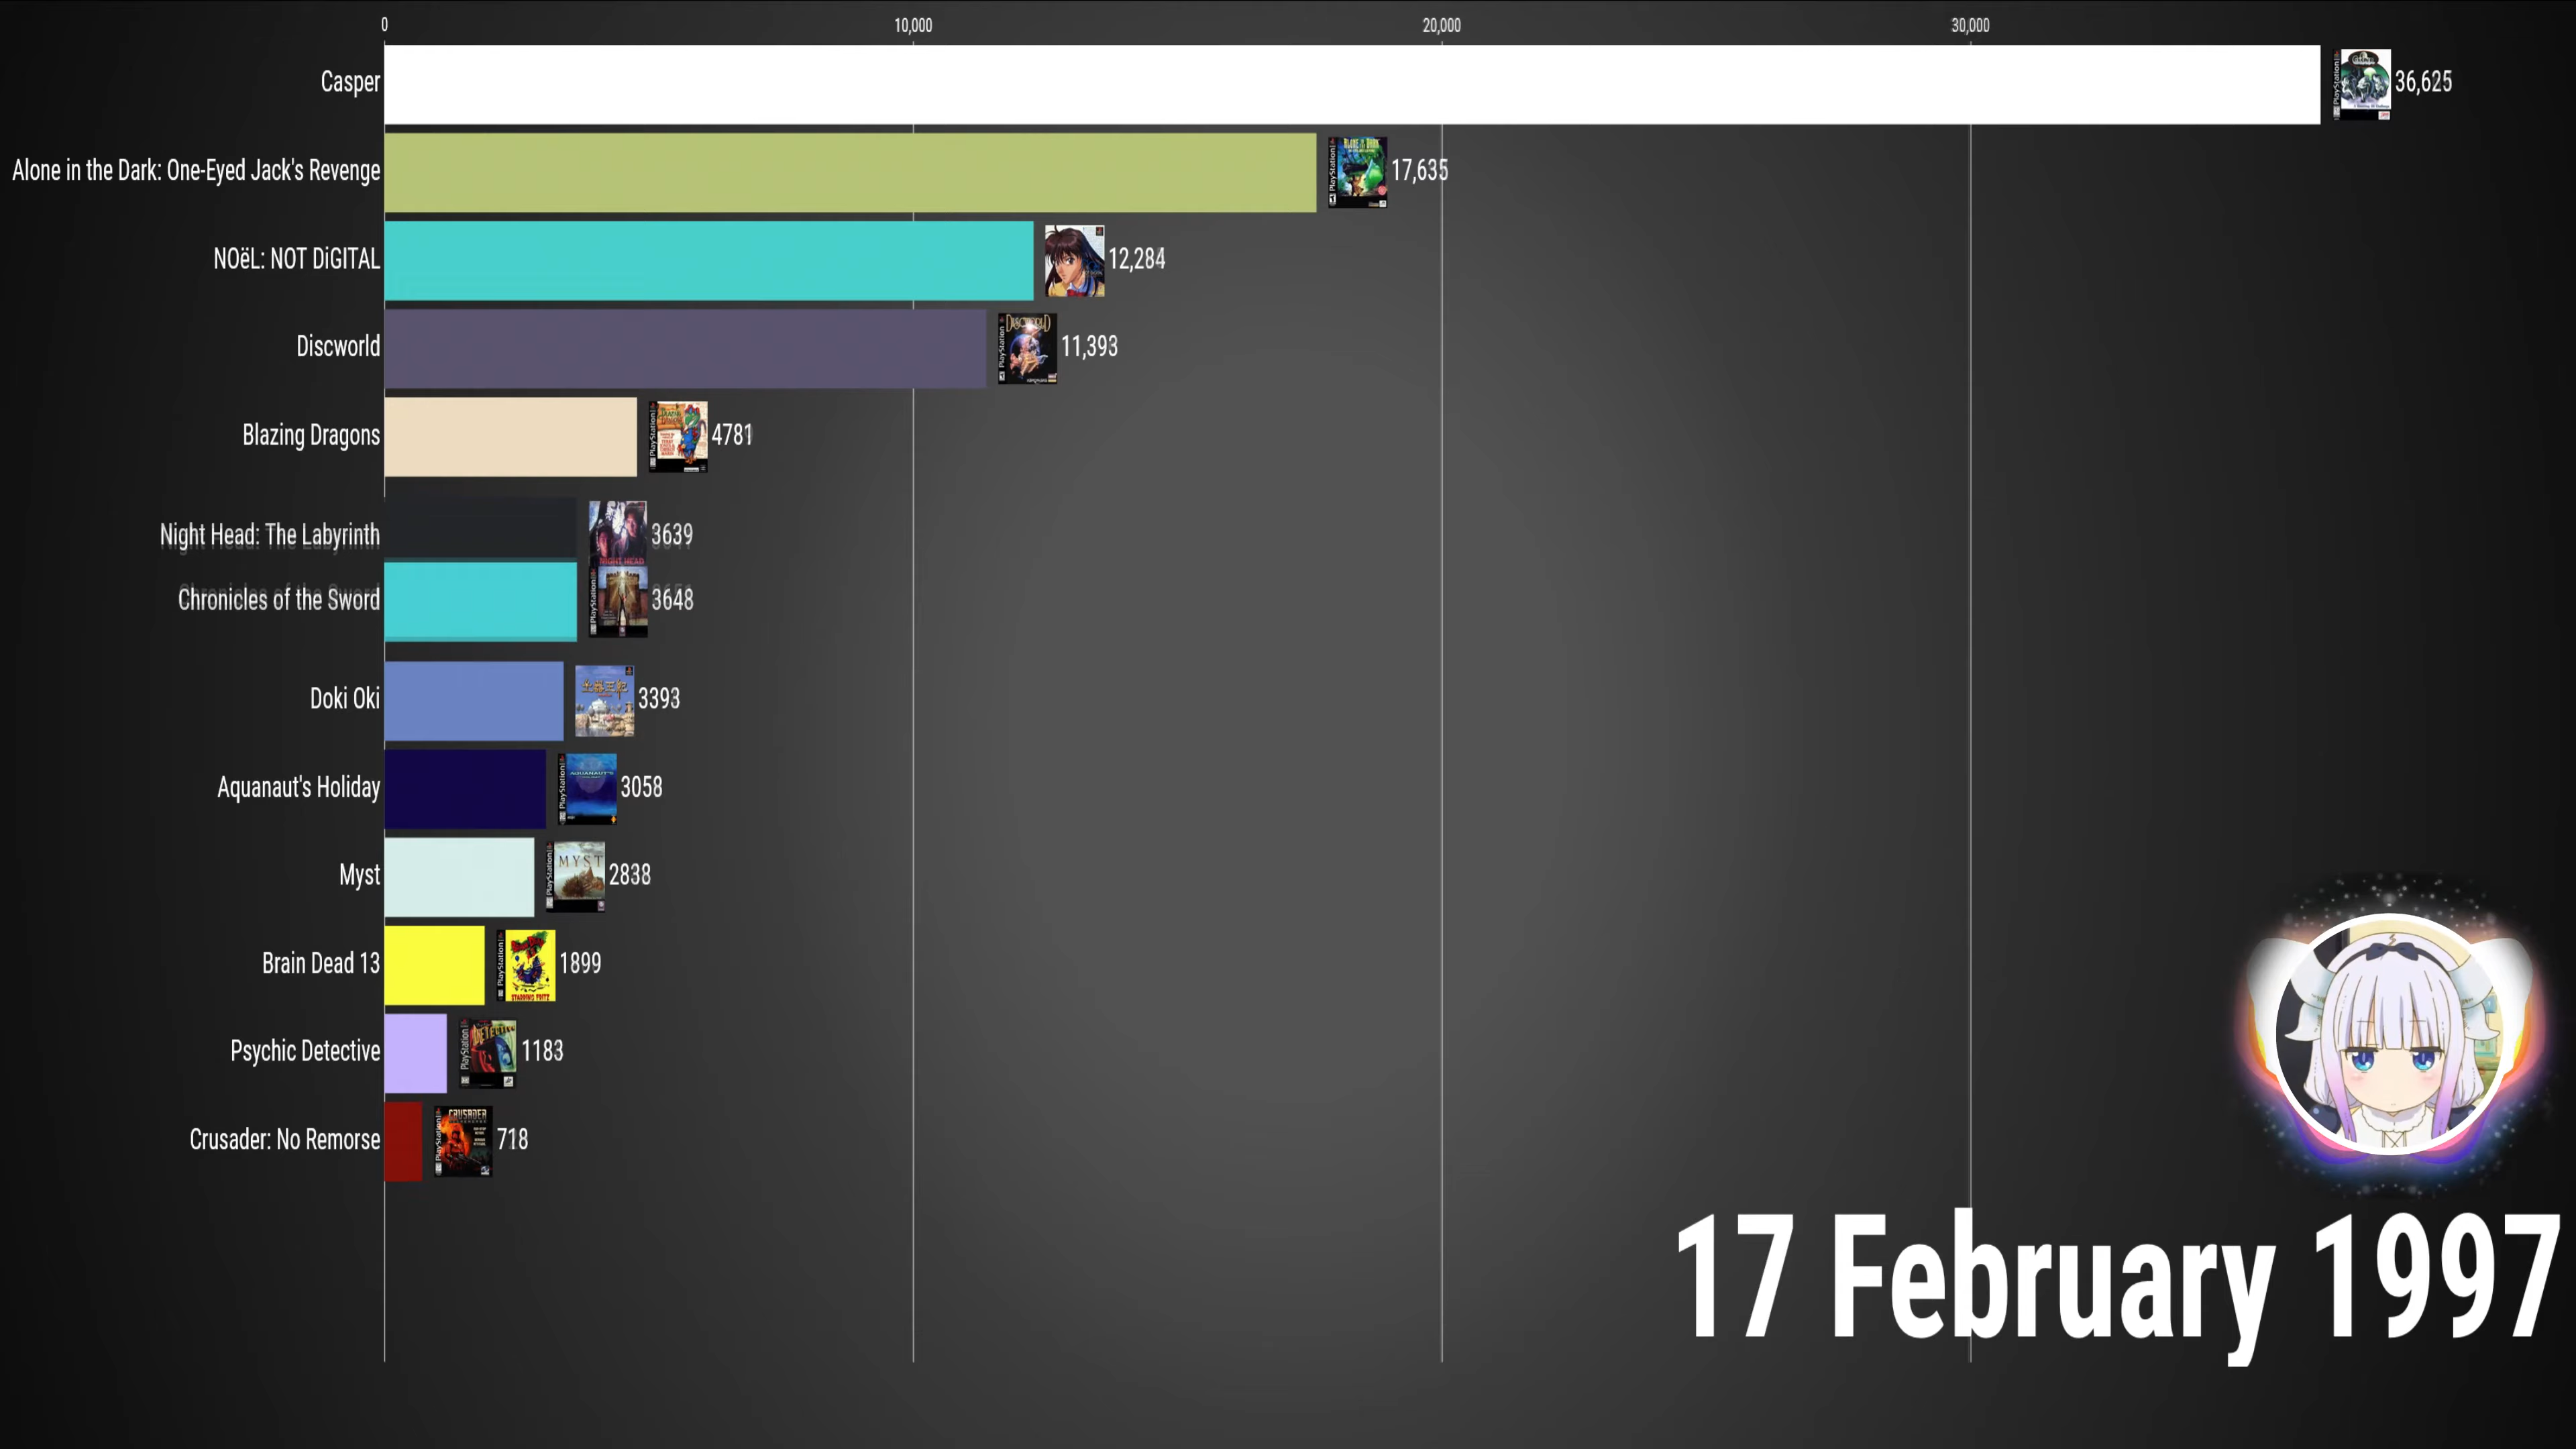 0 10,000 20,000 30,000
Casper 36,625
Alone in the Dark: One-Eyed Jack's Revenge 17,635
NOëL: NOT DiGITAL 12,284
Discworld 11,393
Blazing Dragons 4781
Night Head: The Labyrinth 3639
Chronicles of the Sword 3648
Doki Oki 3393
Aquanaut's Holiday 3058
Myst 2838
Brain Dead 13 1899
Psychic Detective 1183
Crusader: No Remorse 718
17 February 1997